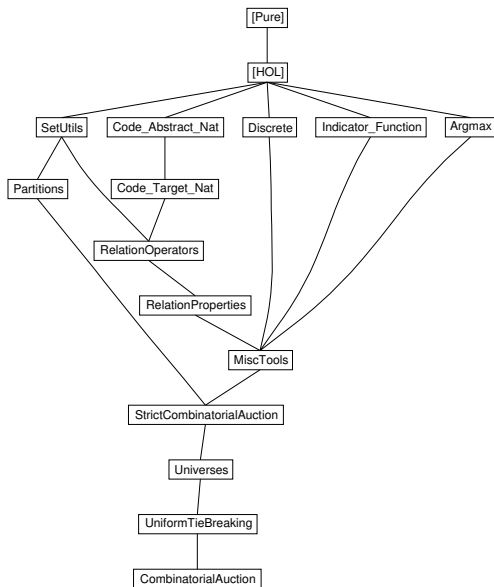 [Pure]
[HOL]
SetUtils Code_Abstract_Nat Discrete Indicator_Function Argmax
Partitions Code_Target_Nat
RelationOperators
RelationProperties
MiscTools
StrictCombinatorialAuction
Universes
UniformTieBreaking
CombinatorialAuction